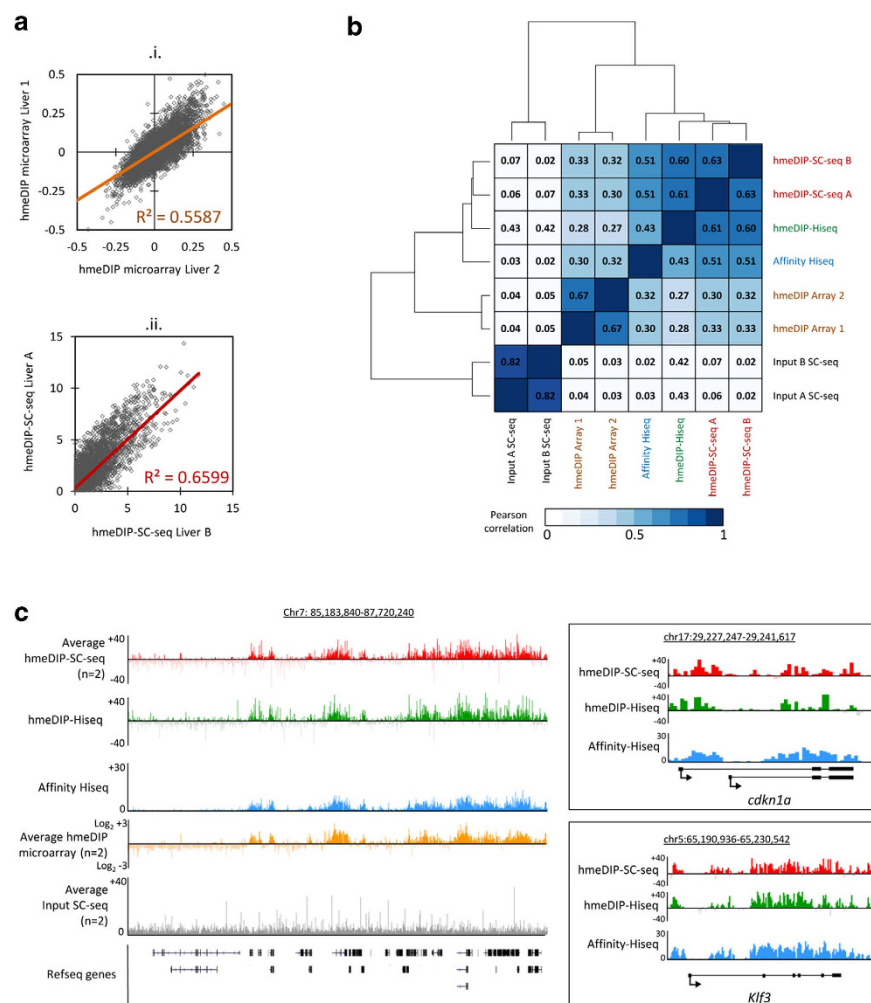 a
.i.
hmeDIP microarray Liver 1
0.5
0.25
0
-0.25
-0.5
R² = 0.5587
-0.5 -0.25 0 0.25 0.5
hmeDIP microarray Liver 2
.ii.
hmeDIP-SC-seq Liver A
15
10
5
0
R² = 0.6599
0 5 10 15
hmeDIP-SC-seq Liver B
b
0.07 0.02 0.33 0.32 0.51 0.60 0.63 hmeDIP-SC-seq B
0.06 0.07 0.33 0.30 0.51 0.61 0.63 hmeDIP-SC-seq A
0.43 0.42 0.28 0.27 0.43 0.61 0.60 hmeDIP-Hiseq
0.03 0.02 0.30 0.32 0.43 0.51 0.51 Affinity Hiseq
0.04 0.05 0.67 0.32 0.27 0.30 0.32 hmeDIP Array 2
0.04 0.05 0.67 0.30 0.28 0.33 0.33 hmeDIP Array 1
0.82 0.05 0.03 0.02 0.42 0.07 0.02 Input B SC-seq
0.82 0.04 0.03 0.03 0.43 0.06 0.02 Input A SC-seq
Input A SC-seq
Input B SC-seq
hmeDIP Array 1
hmeDIP Array 2
Affinity Hiseq
hmeDIP-Hiseq
hmeDIP-SC-seq A
hmeDIP-SC-seq B
Pearson
correlation
0 0.5 1
c
Chr7: 85,183,840-87,720,240
Average
hmeDIP-SC-seq
(n=2)
+40
-40
hmeDIP-Hiseq
+40
-40
Affinity Hiseq
+30
0
Average hmeDIP
microarray (n=2)
Log₂ +3
Log₂ -3
Average
Input SC-seq
(n=2)
+40
0
Refseq genes
chr17:29,227,247-29,241,617
hmeDIP-SC-seq
+40
-40
hmeDIP-Hiseq
+40
-40
Affinity-Hiseq
30
0
cdkn1a
chr5:65,190,936-65,230,542
hmeDIP-SC-seq
+40
-40
hmeDIP-Hiseq
+40
-40
Affinity-Hiseq
30
0
Klf3